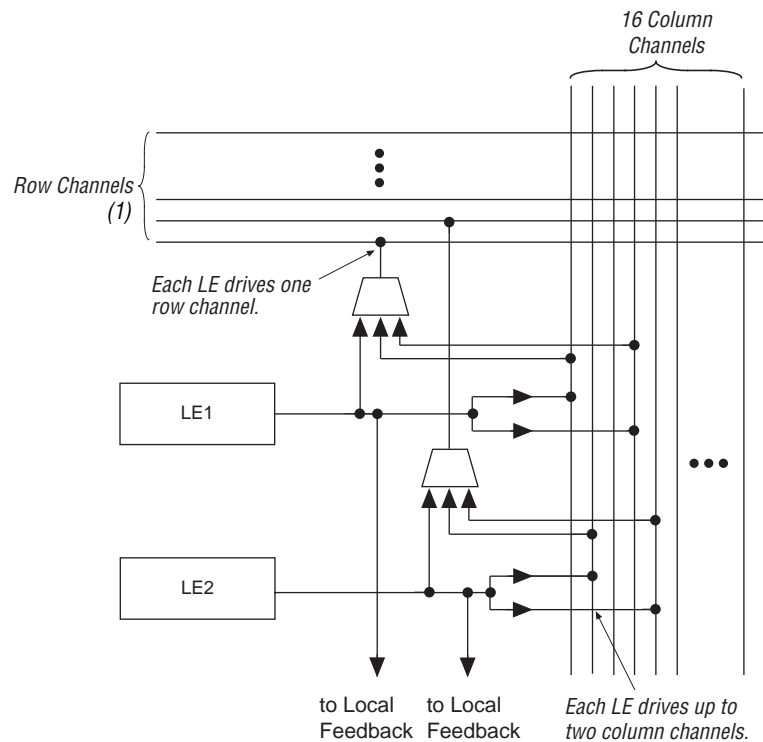 16 Column
Channels
Row Channels
(1)
Each LE drives one
row channel.
LE1
LE2
to Local
Feedback
to Local
Feedback
Each LE drives up to
two column channels.